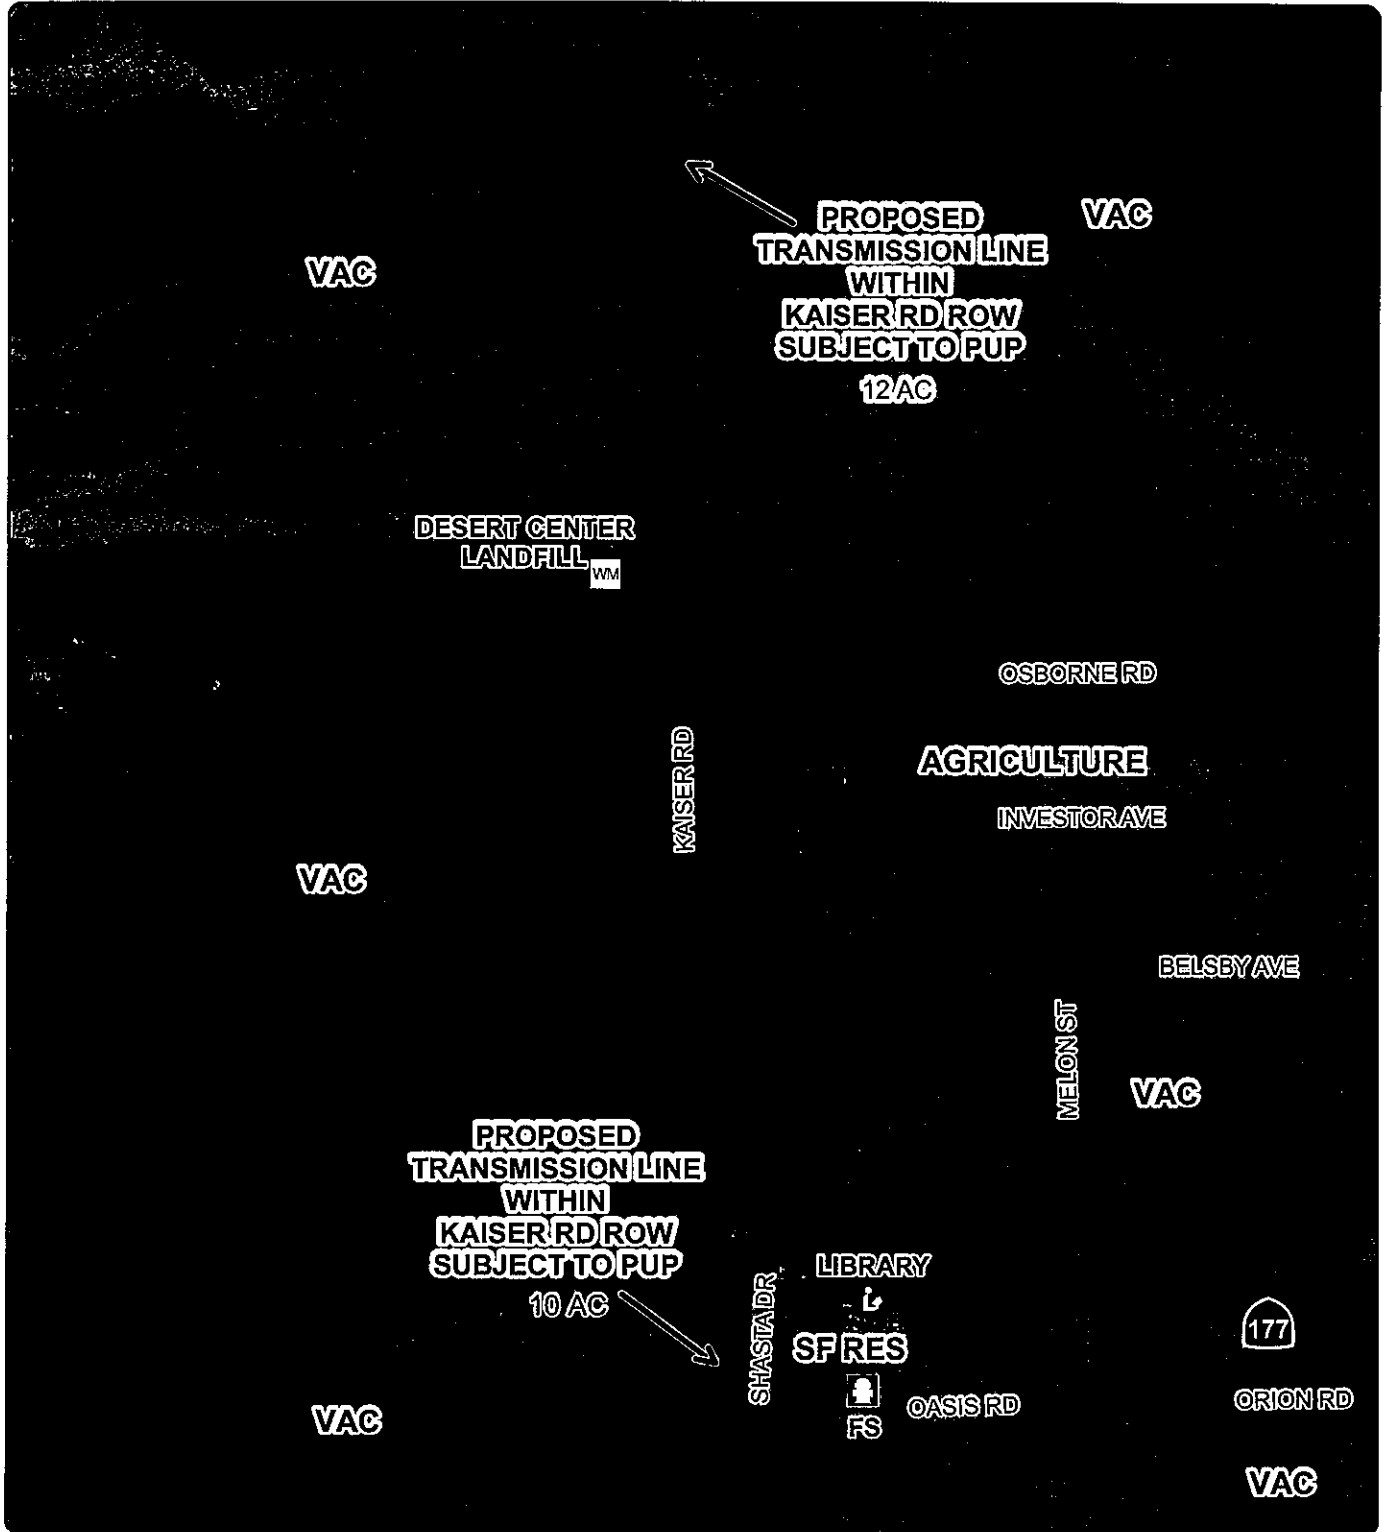 PROPOSED
TRANSMISSION LINE
WITHIN
KAISER RD ROW
SUBJECT TO PUP
12 AC
VAC
VAC
DESERT CENTER
LANDFILL
WM
OSBORNE RD
KAISER RD
AGRICULTURE
INVESTOR AVE
VAC
BELSBY AVE
MELON ST
VAC
PROPOSED
TRANSMISSION LINE
WITHIN
KAISER RD ROW
SUBJECT TO PUP
10 AC
SHASTA DR
LIBRARY
SF RES
FS
OASIS RD
177
ORION RD
VAC
VAC